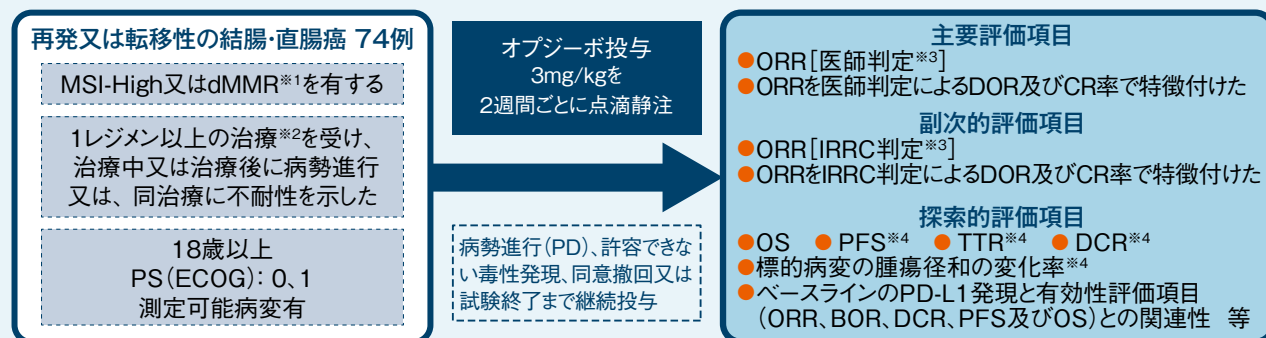 再発又は転移性の結腸・直腸癌 74例
MSI-High又はdMMR※1を有する
1レジメン以上の治療※2を受け、
治療中又は治療後に病勢進行
又は、同治療に不耐性を示した
18歳以上
PS(ECOG):0、1
測定可能病変有
オプジーボ投与
3mg/kgを
2週間ごとに点滴静注
病勢進行(PD)、許容できな
い毒性発現、同意撤回又は
試験終了まで継続投与
主要評価項目
●ORR[医師判定※3]
●ORRを医師判定によるDOR及びCR率で特徴付けた
副次的評価項目
●ORR[IRRC判定※3]
●ORRをIRRC判定によるDOR及びCR率で特徴付けた
探索的評価項目
●OS ●PFS※4 ●TTR※4 ●DCR※4
●標的病変の腫瘍径和の変化率※4
●ベースラインのPD-L1発現と有効性評価項目
(ORR、BOR、DCR、PFS及びOS)との関連性 等